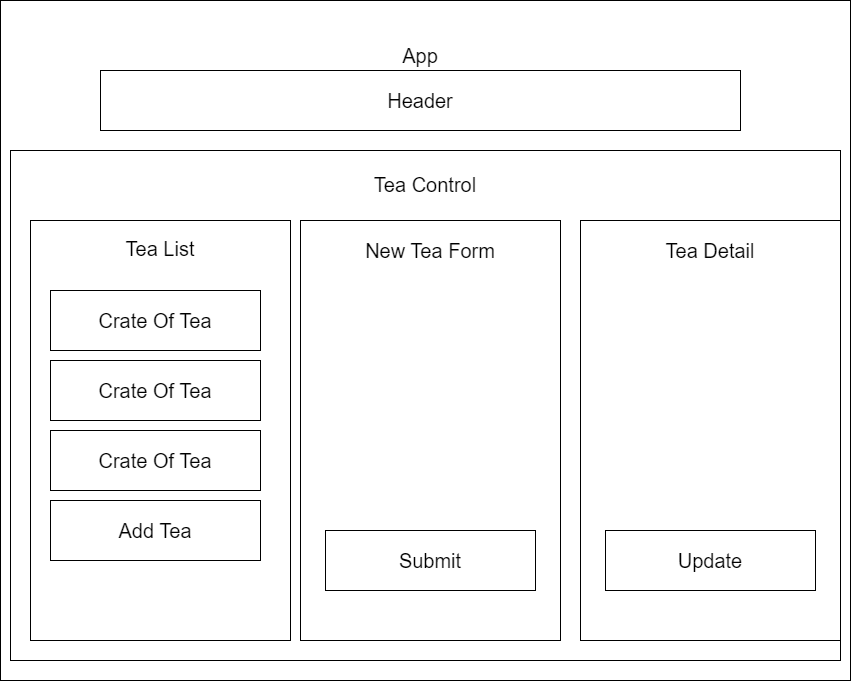 App
Header
Tea Control
Tea List
Crate Of Tea
Crate Of Tea
Crate Of Tea
Add Tea
New Tea Form
Submit
Tea Detail
Update